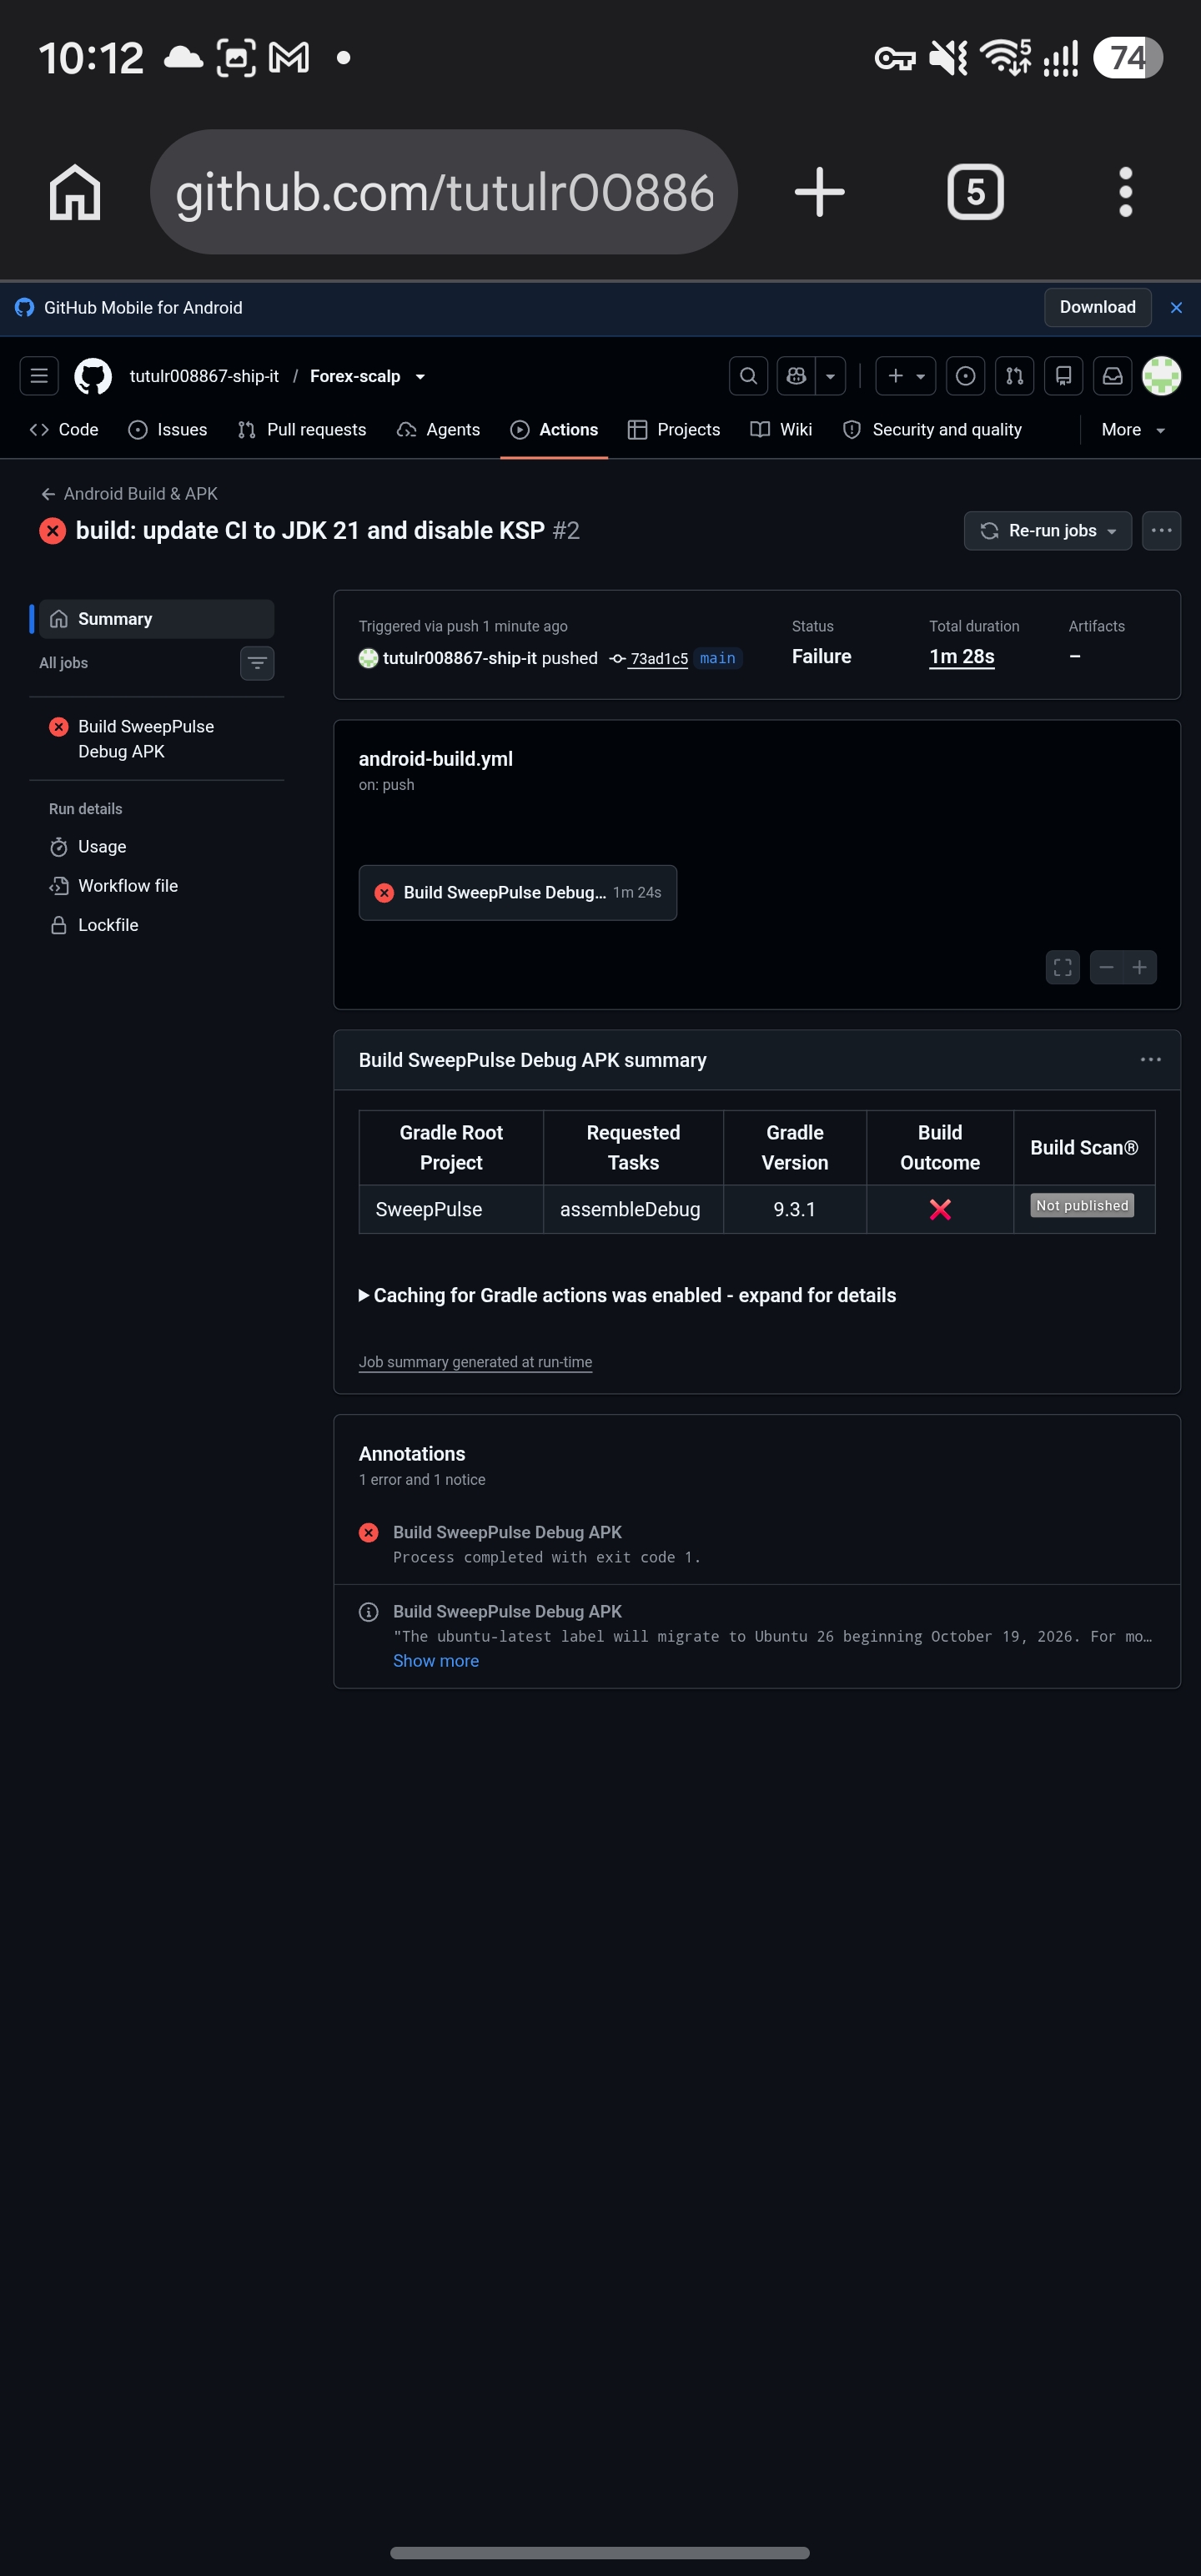 10:12
5
74
github.com/tutulr00886
5
GitHub Mobile for Android
Download
tutulr008867-ship-it / Forex-scalp
Code
Issues
Pull requests
Agents
Actions
Projects
Wiki
Security and quality
More
Android Build & APK
build: update CI to JDK 21 and disable KSP #2
Re-run jobs
Summary
All jobs
Build SweepPulse
Debug APK
Run details
Usage
Workflow file
Lockfile
Triggered via push 1 minute ago
tutulr008867-ship-it pushed 73ad1c5 main
Status
Failure
Total duration
1m 28s
Artifacts
–
android-build.yml
on: push
Build SweepPulse Debug... 1m 24s
Build SweepPulse Debug APK summary
Gradle Root Project
Requested Tasks
Gradle Version
Build Outcome
Build Scan®
SweepPulse
assembleDebug
9.3.1
Not published
Caching for Gradle actions was enabled - expand for details
Job summary generated at run-time
Annotations
1 error and 1 notice
Build SweepPulse Debug APK
Process completed with exit code 1.
Build SweepPulse Debug APK
"The ubuntu-latest label will migrate to Ubuntu 26 beginning October 19, 2026. For mo…
Show more